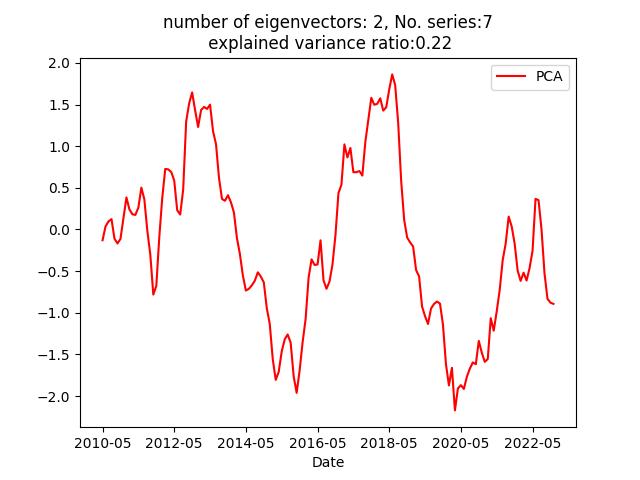 number of eigenvectors: 2, No. series:7
explained variance ratio:0.22
PCA
2.0
1.5
1.0
0.5
0.0
−0.5
−1.0
−1.5
−2.0
2010-05 2012-05 2014-05 2016-05 2018-05 2020-05 2022-05
Date